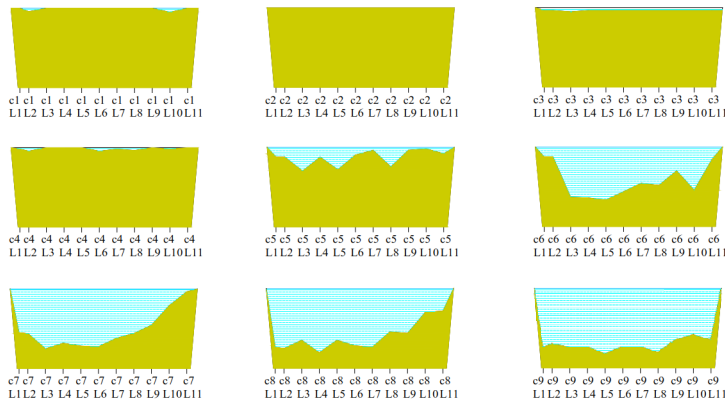 c1 c1 c1 c1 c1 c1 c1 c1 c1 c1 c1
L1 L2 L3 L4 L5 L6 L7 L8 L9 L10 L11
c2 c2 c2 c2 c2 c2 c2 c2 c2 c2 c2
L1 L2 L3 L4 L5 L6 L7 L8 L9 L10 L11
c3 c3 c3 c3 c3 c3 c3 c3 c3 c3 c3
L1 L2 L3 L4 L5 L6 L7 L8 L9 L10 L11
c4 c4 c4 c4 c4 c4 c4 c4 c4 c4 c4
L1 L2 L3 L4 L5 L6 L7 L8 L9 L10 L11
c5 c5 c5 c5 c5 c5 c5 c5 c5 c5 c5
L1 L2 L3 L4 L5 L6 L7 L8 L9 L10 L11
c6 c6 c6 c6 c6 c6 c6 c6 c6 c6 c6
L1 L2 L3 L4 L5 L6 L7 L8 L9 L10 L11
c7 c7 c7 c7 c7 c7 c7 c7 c7 c7 c7
L1 L2 L3 L4 L5 L6 L7 L8 L9 L10 L11
c8 c8 c8 c8 c8 c8 c8 c8 c8 c8 c8
L1 L2 L3 L4 L5 L6 L7 L8 L9 L10 L11
c9 c9 c9 c9 c9 c9 c9 c9 c9 c9 c9
L1 L2 L3 L4 L5 L6 L7 L8 L9 L10 L11